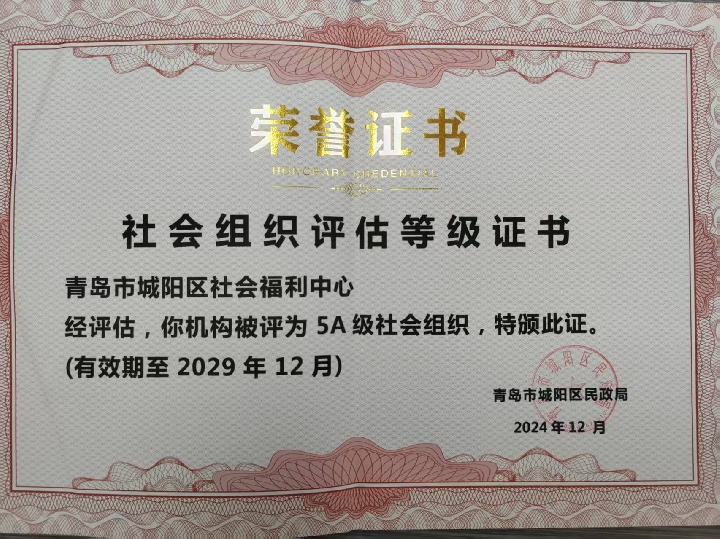 荣誉证书
HONORARY CREDENTIAL
社会组织评估等级证书
青岛市城阳区社会福利中心
经评估，你机构被评为 5A 级社会组织，特颁此证。
(有效期至 2029 年 12 月)
青岛市城阳区民政局
2024 年 12 月